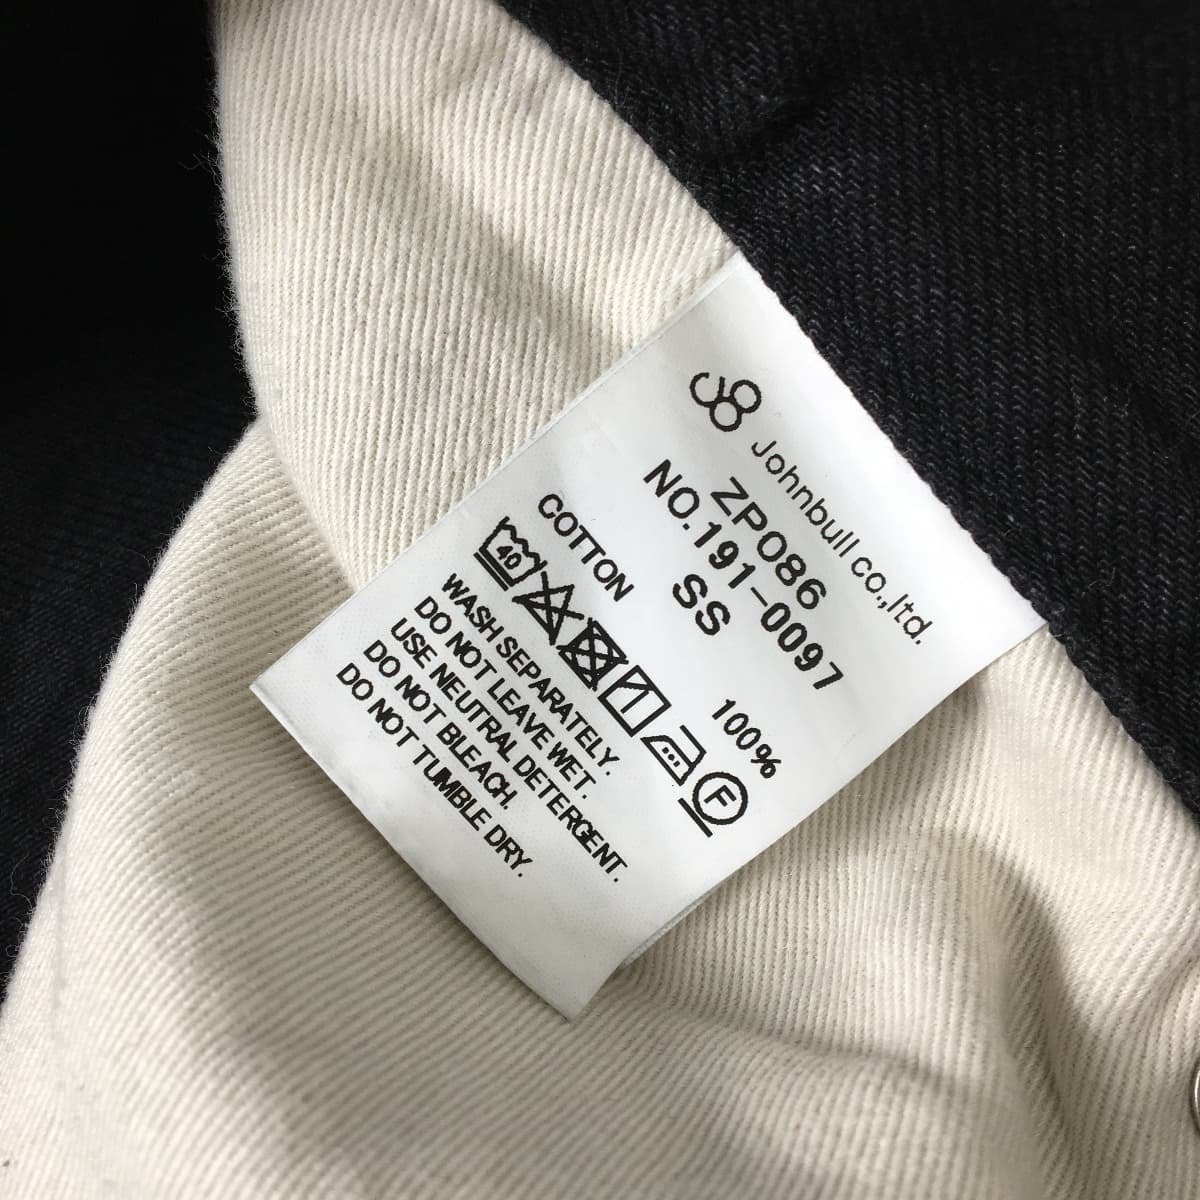 Johnbull co.,ltd.
ZP086
NO.191-0097
SS
COTTON 100%
40 F
WASH SEPARATELY.
DO NOT LEAVE WET.
USE NEUTRAL DETERGENT.
DO NOT BLEACH.
DO NOT TUMBLE DRY.